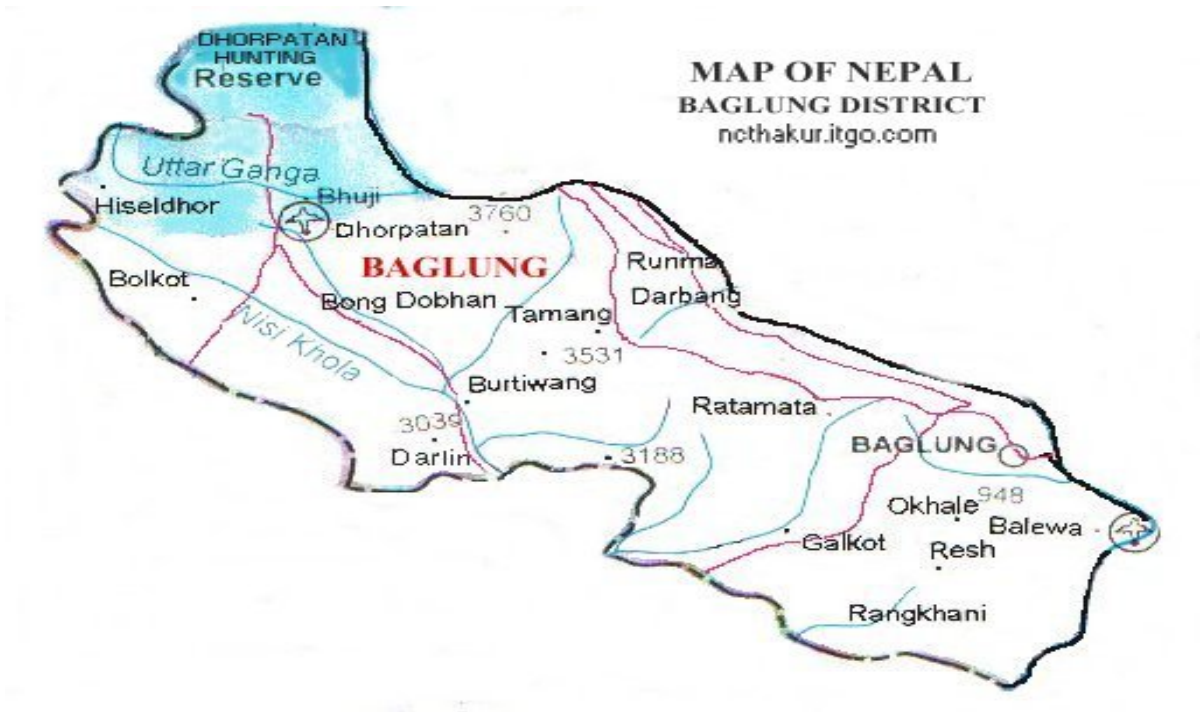 DHORPATAN
HUNTING
Reserve
MAP OF NEPAL
BAGLUNG DISTRICT
ncthakur.itgo.com
Uttar Ganga
Bhuji
Hiseldhor
3760
Dhorpatan
BAGLUNG
Runma
Bolkot
Darbang
Bong Dobhan
Tamang
Nisi Khola
3531
Burtiwang
Ratamata
3039
Darlin
3188
BAGLUNG
948
Okhale
Balewa
Galkot
Resh
Rangkhani